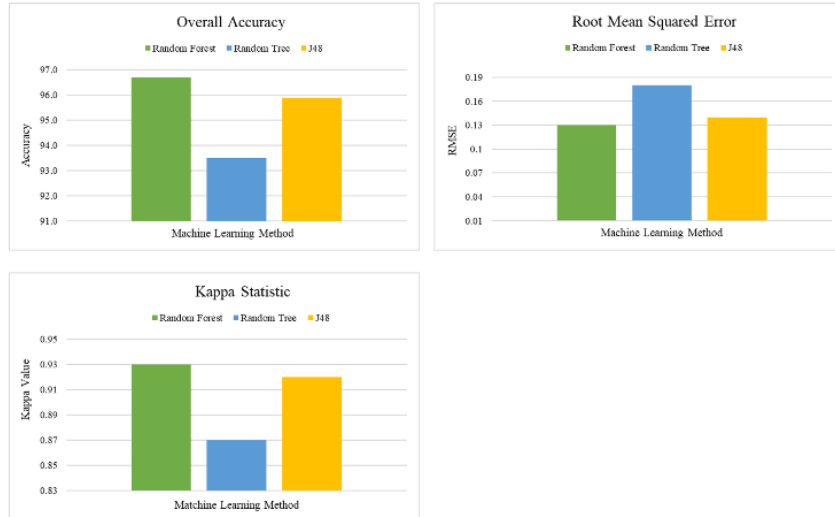 Overall Accuracy
Random Forest Random Tree J48
97.0
96.0
95.0
94.0
93.0
92.0
91.0
Accuracy
Machine Learning Method
Root Mean Squared Error
Random Forest Random Tree J48
0.19
0.16
0.13
0.1
0.07
0.04
0.01
RMSE
Machine Learning Method
Kappa Statistic
Random Forest Random Tree J48
0.95
0.93
0.91
0.89
0.87
0.85
0.83
Kappa Value
Matchine Learning Method